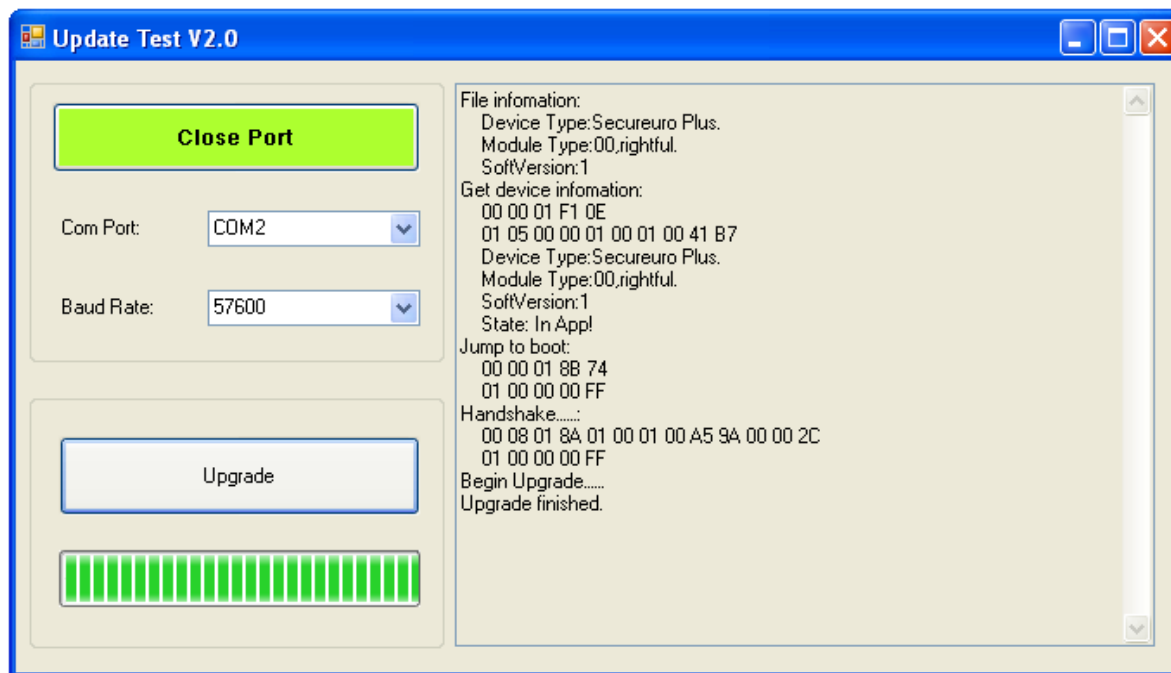 Update Test V2.0
Close Port
Com Port:
COM2
Baud Rate:
57600
Upgrade
File infomation:
Device Type:Secureuro Plus.
Module Type:00,rightful.
SoftVersion:1
Get device infomation:
00 00 01 F1 0E
01 05 00 00 01 00 01 00 41 B7
Device Type:Secureuro Plus.
Module Type:00,rightful.
SoftVersion:1
State: In App!
Jump to boot:
00 00 01 8B 74
01 00 00 00 FF
Handshake.....:
00 08 01 8A 01 00 01 00 A5 9A 00 00 2C
01 00 00 00 FF
Begin Upgrade.....
Upgrade finished.